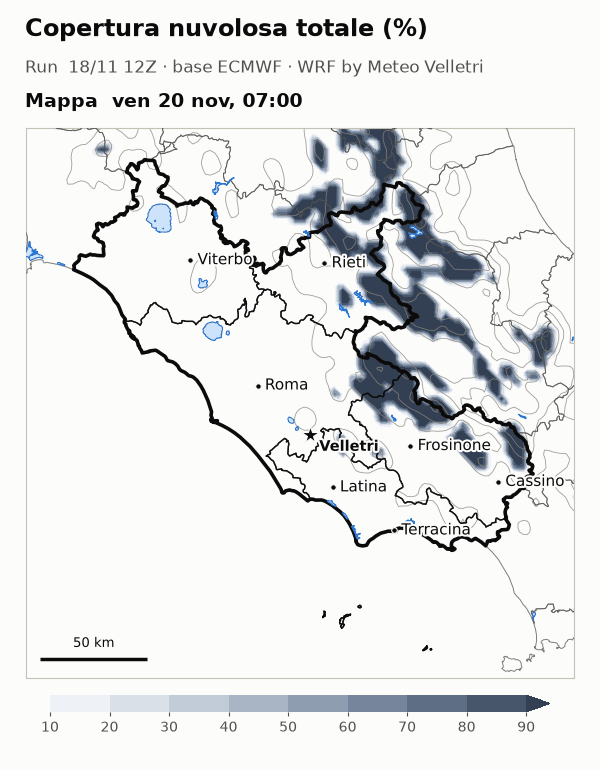 Copertura nuvolosa totale (%)
Run  18/11 12Z · base ECMWF · WRF by Meteo Velletri
Mappa  ven 20 nov, 07:00
Viterbo
Rieti
Roma
Velletri
Frosinone
Cassino
Latina
Terracina
50 km
10 20 30 40 50 60 70 80 90